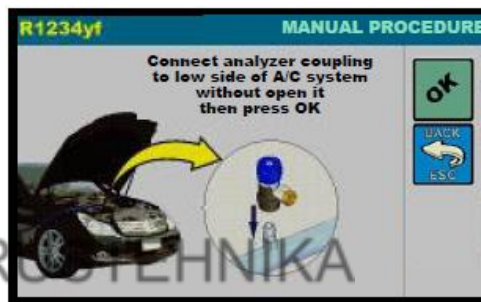 R1234yf
MANUAL PROCEDURE
Connect analyzer coupling
to low side of A/C system
without open it
then press OK
OK
BACK
ESC